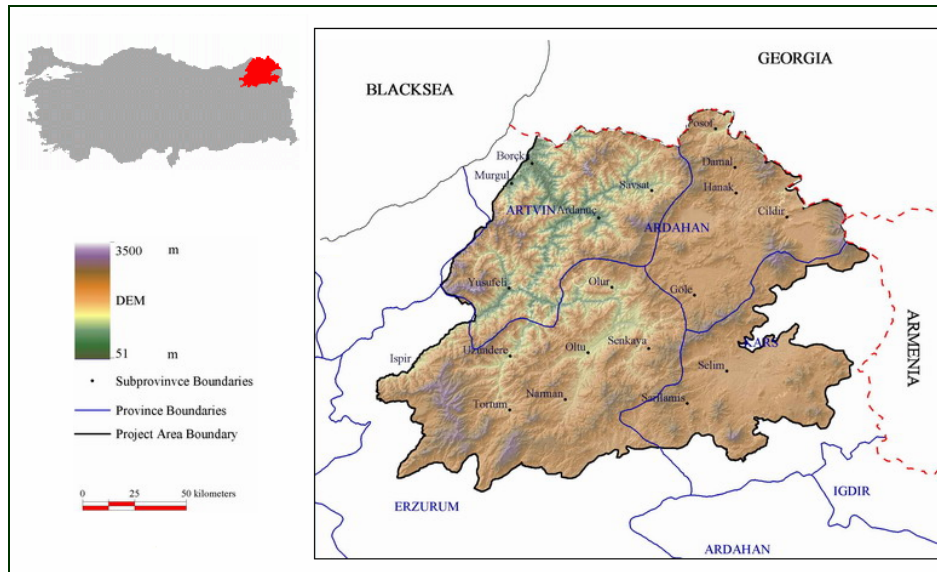 GEORGIA
BLACKSEA
Posof
Borçk
Damal
Murgul
Savsat
Hanak
ARTVIN
Ardanuç
Cildir
ARDAHAN
3500 m
DEM
51 m
Yusufeli
Olur
Göle
ARMENIA
KARS
Ispir
Uzundere
Oltu
Senkaya
Selim
Subprovinvce Boundaries
Province Boundaries
Project Area Boundary
Tortum
Narman
Sarikamis
0 25 50 kilometers
ERZURUM
IGDIR
ARDAHAN